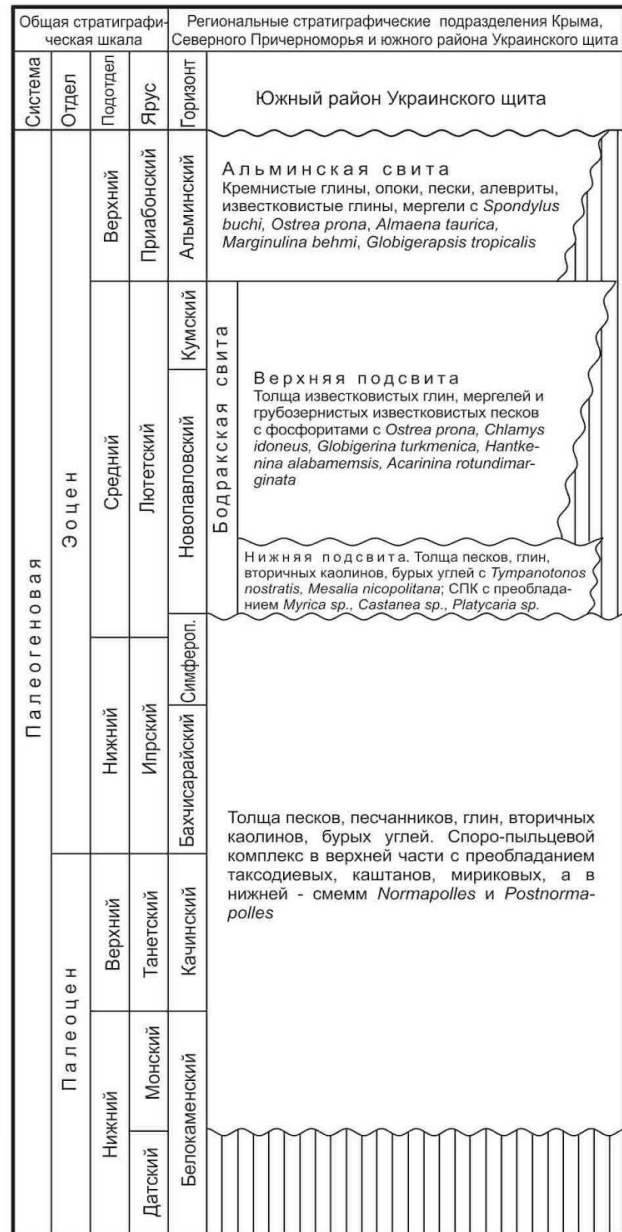 Общая стратиграфи-
ческая шкала
Региональные стратиграфические подразделения Крыма,
Северного Причерноморья и южного района Украинского щита
Система
Отдел
Подотдел
Ярус
Горизонт
Южный район Украинского щита
Палеогеновая
Эоцен
Верхний
Приабонский
Альминский
Альминская свита
Кремнистые глины, опоки, пески, алевриты,
известковистые глины, мергели с Spondylus
buchi, Ostrea prona, Almaena taurica,
Marginulina behmi, Globigerapsis tropicalis
Средний
Лютетский
Кумский
Новопавловский
Бодракская свита
Верхняя подсвита
Толща известковистых глин, мергелей и
грубозернистых известковистых песков
с фосфоритами с Ostrea prona, Chlamys
idoneus, Globigerina turkmenica, Hantke-
nina alabamemsis, Acarinina rotundimar-
ginata
Нижняя подсвита. Толща песков, глин,
вторичных каолинов, бурых углей с Tympanotonos
nostratis, Mesalia nicopolitana; СПК с преоблада-
нием Myrica sp., Castanea sp., Platycaria sp.
Симфероп.
Нижний
Ипрский
Бахчисарайский
Толща песков, песчанников, глин, вторичных
каолинов, бурых углей. Споро-пыльцевой
комплекс в верхней части с преобладанием
таксодиевых, каштанов, мириковых, а в
нижней - смемм Normapolles и Postnorma-
polles
Палеоцен
Верхний
Танетский
Качинский
Нижний
Монский
Датский
Белокаменский